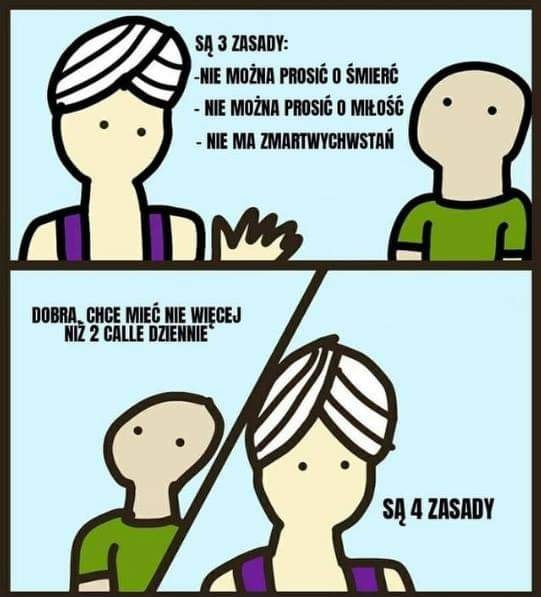 SĄ 3 ZASADY:
-NIE MOŻNA PROSIĆ O ŚMIERĆ
- NIE MOŻNA PROSIĆ O MIŁOŚĆ
- NIE MA ZMARTWYCHWSTAŃ
DOBRA, CHCE MIEĆ NIE WIĘCEJ
NIŻ 2 CALLE DZIENNIE
SĄ 4 ZASADY